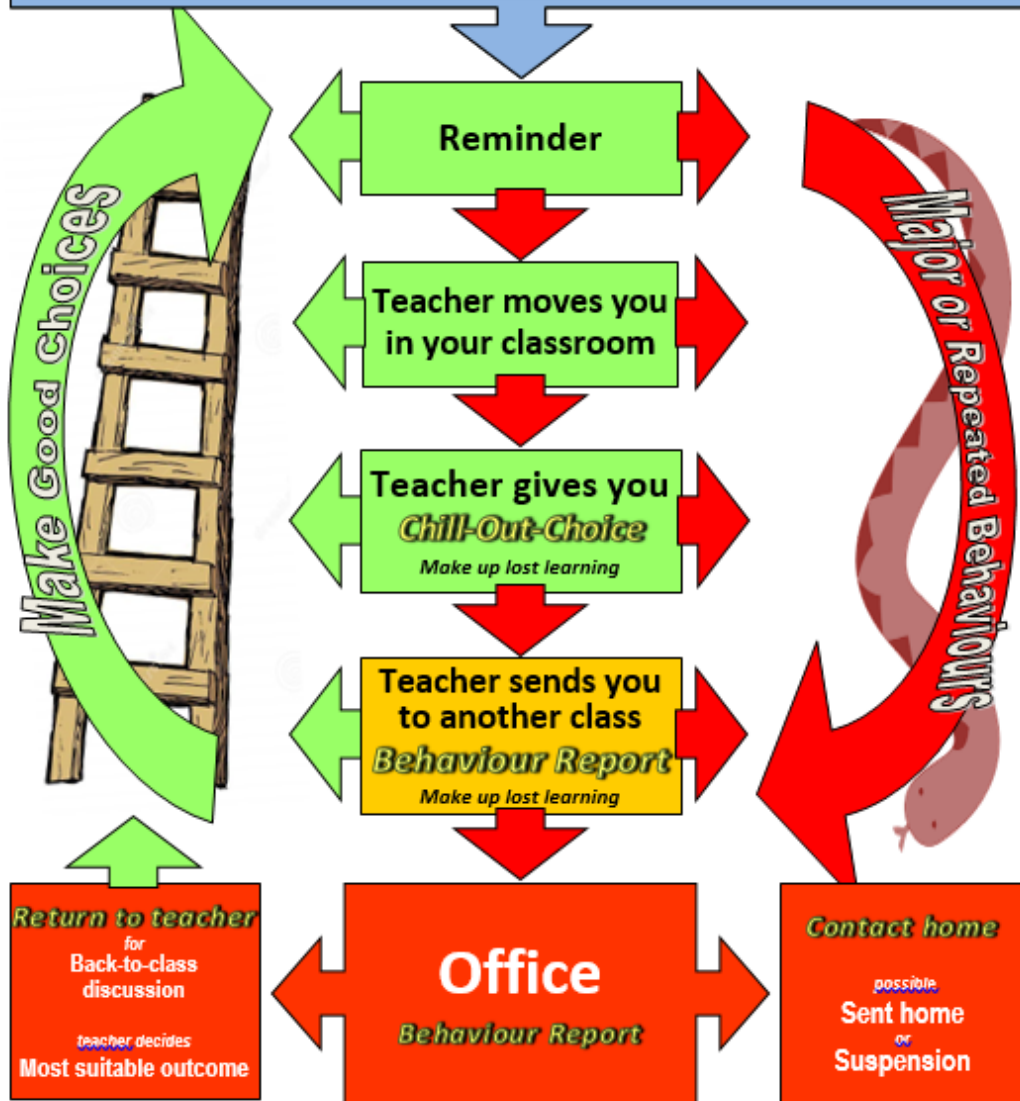 Reminder
Teacher moves you
in your classroom
Teacher gives you
Chill-Out-Choice
Make up lost learning
Teacher sends you
to another class
Behaviour Report
Make up lost learning
Make Good Choices
Major or Repeated Behaviours
Return to teacher
for
Back-to-class
discussion
teacher decides
Most suitable outcome
Office
Behaviour Report
Contact home
possible
Sent home
or
Suspension